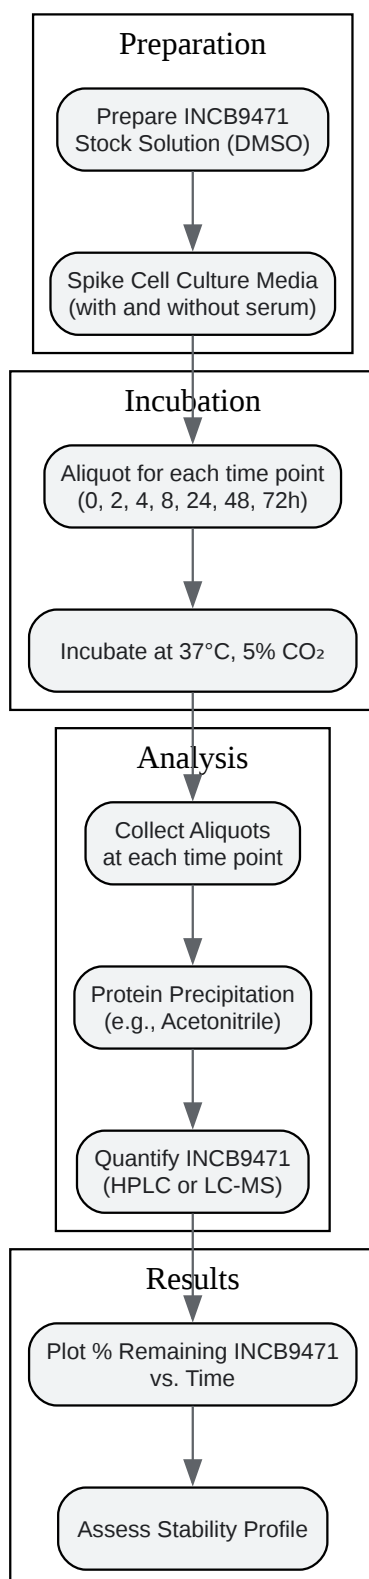 Preparation
Prepare INCB9471
Stock Solution (DMSO)
Spike Cell Culture Media
(with and without serum)
Incubation
Aliquot for each time point
(0, 2, 4, 8, 24, 48, 72h)
Incubate at 37°C, 5% CO₂
Analysis
Collect Aliquots
at each time point
Protein Precipitation
(e.g., Acetonitrile)
Quantify INCB9471
(HPLC or LC-MS)
Results
Plot % Remaining INCB9471
vs. Time
Assess Stability Profile